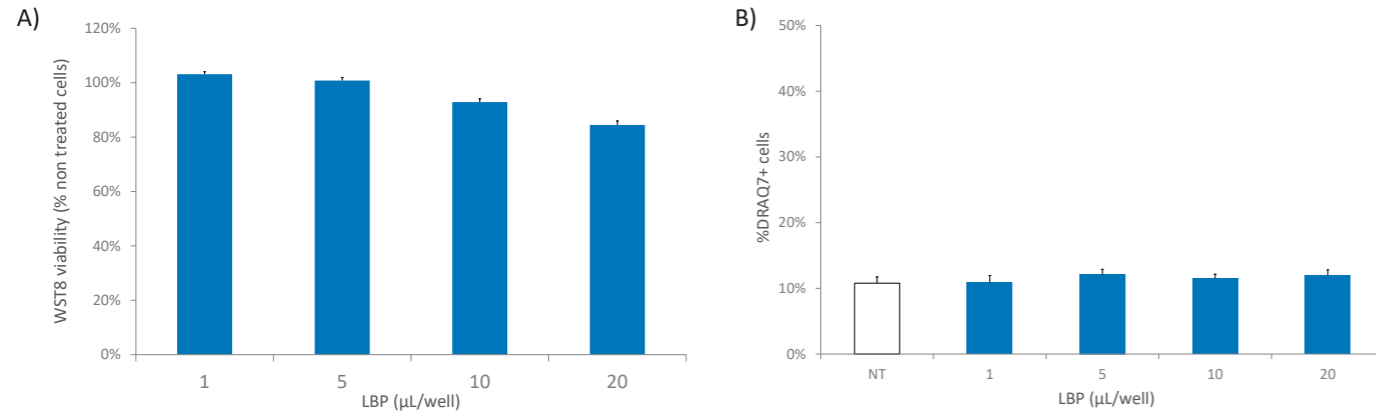 A)
WST8 viability (% non treated cells)
120%
100%
80%
60%
40%
20%
0%
1 5 10 20
LBP (µL/well)
B)
%DRAQ7+ cells
50%
40%
30%
20%
10%
0%
NT 1 5 10 20
LBP (µL/well)